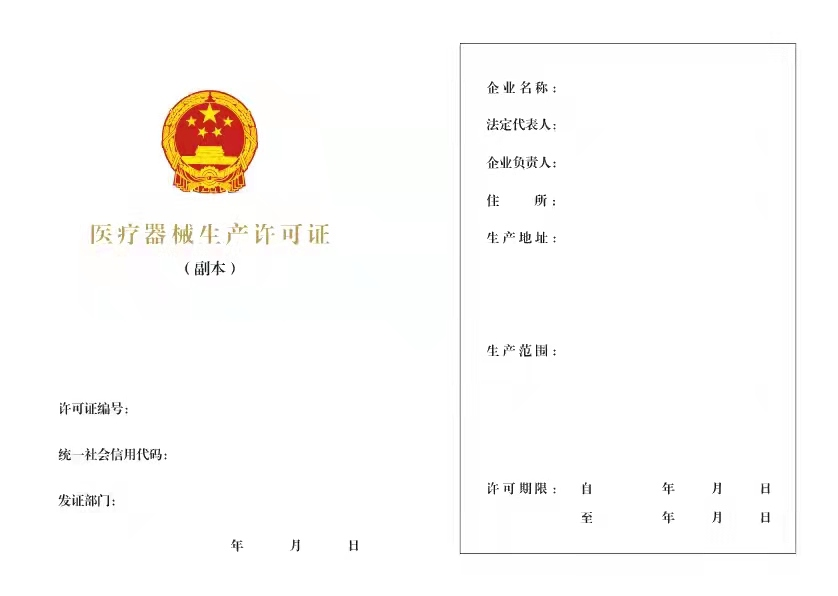 医疗器械生产许可证
（副本）
许可证编号：
统一社会信用代码：
发证部门：
年 月 日
企业名称：
法定代表人：
企业负责人：
住 所：
生产地址：
生产范围：
许可期限： 自 年 月 日
至 年 月 日